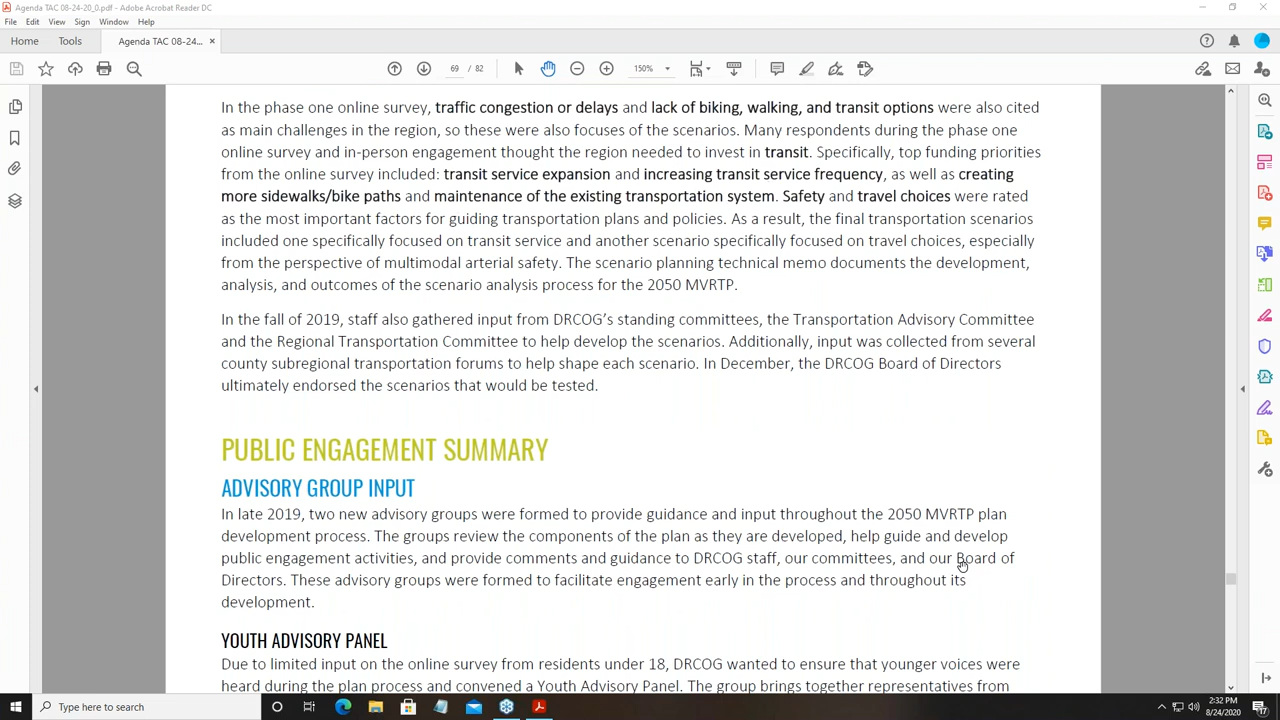 Agenda TAC 08-24-20_0.pdf - Adobe Acrobat Reader DC
File Edit View Sign Window Help
Home Tools Agenda TAC 08-24... ×
69 / 82 150%
In the phase one online survey, traffic congestion or delays and lack of biking, walking, and transit options were also cited
as main challenges in the region, so these were also focuses of the scenarios. Many respondents during the phase one
online survey and in-person engagement thought the region needed to invest in transit. Specifically, top funding priorities
from the online survey included: transit service expansion and increasing transit service frequency, as well as creating
more sidewalks/bike paths and maintenance of the existing transportation system. Safety and travel choices were rated
as the most important factors for guiding transportation plans and policies. As a result, the final transportation scenarios
included one specifically focused on transit service and another scenario specifically focused on travel choices, especially
from the perspective of multimodal arterial safety. The scenario planning technical memo documents the development,
analysis, and outcomes of the scenario analysis process for the 2050 MVRTP.
In the fall of 2019, staff also gathered input from DRCOG's standing committees, the Transportation Advisory Committee
and the Regional Transportation Committee to help develop the scenarios. Additionally, input was collected from several
county subregional transportation forums to help shape each scenario. In December, the DRCOG Board of Directors
ultimately endorsed the scenarios that would be tested.
PUBLIC ENGAGEMENT SUMMARY
ADVISORY GROUP INPUT
In late 2019, two new advisory groups were formed to provide guidance and input throughout the 2050 MVRTP plan
development process. The groups review the components of the plan as they are developed, help guide and develop
public engagement activities, and provide comments and guidance to DRCOG staff, our committees, and our Board of
Directors. These advisory groups were formed to facilitate engagement early in the process and throughout its
development.
YOUTH ADVISORY PANEL
Due to limited input on the online survey from residents under 18, DRCOG wanted to ensure that younger voices were
heard during the plan process and convened a Youth Advisory Panel. The group brings together representatives from
Type here to search
2:32 PM
8/24/2020
17